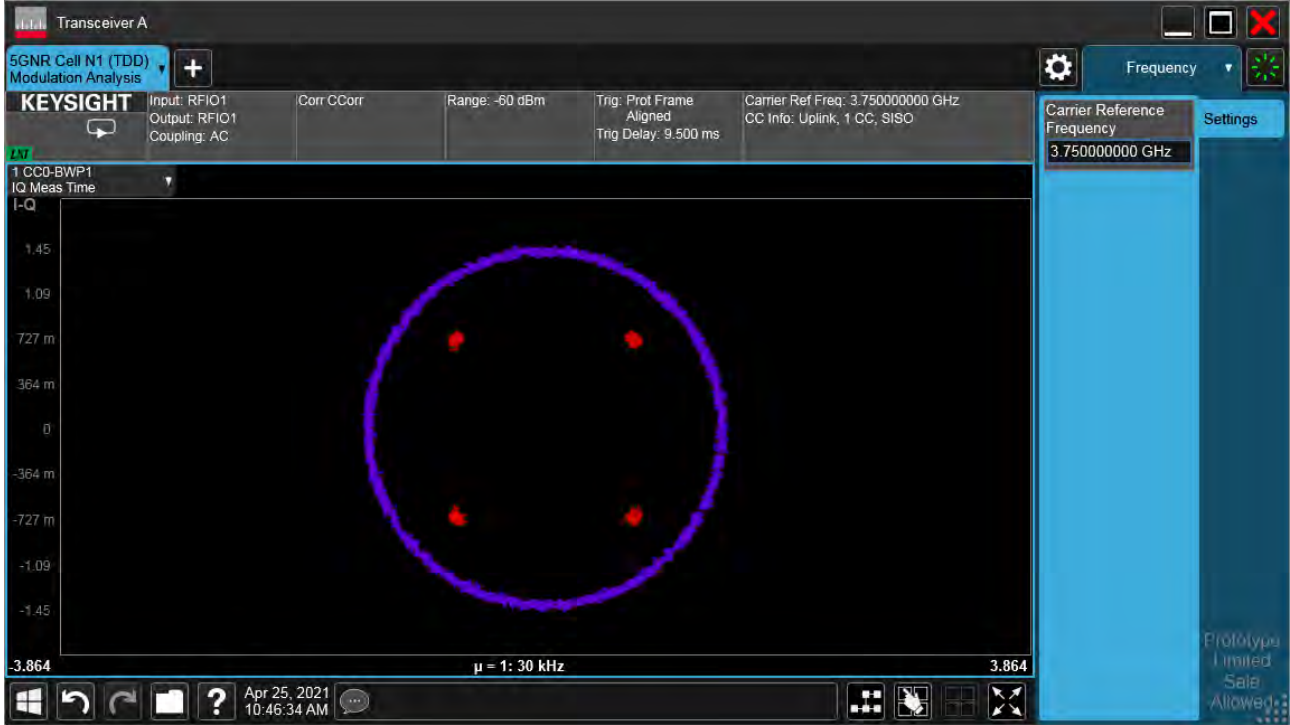 Transceiver A
5GNR Cell N1 (TDD)
Modulation Analysis
+
Frequency
KEYSIGHT
LXI
Input: RFIO1
Output: RFIO1
Coupling: AC
Corr CCorr
Range: -60 dBm
Trig: Prot Frame
Aligned
Trig Delay: 9.500 ms
Carrier Ref Freq: 3.750000000 GHz
CC Info: Uplink, 1 CC, SISO
Carrier Reference
Frequency
3.750000000 GHz
Settings
1 CC0-BWP1
IQ Meas Time
I-Q
1.45
1.09
727 m
364 m
0
-364 m
-727 m
-1.09
-1.45
-3.864
µ = 1: 30 kHz
3.864
Prototype
Limited
Sale
Allowed
?
Apr 25, 2021
10:46:34 AM